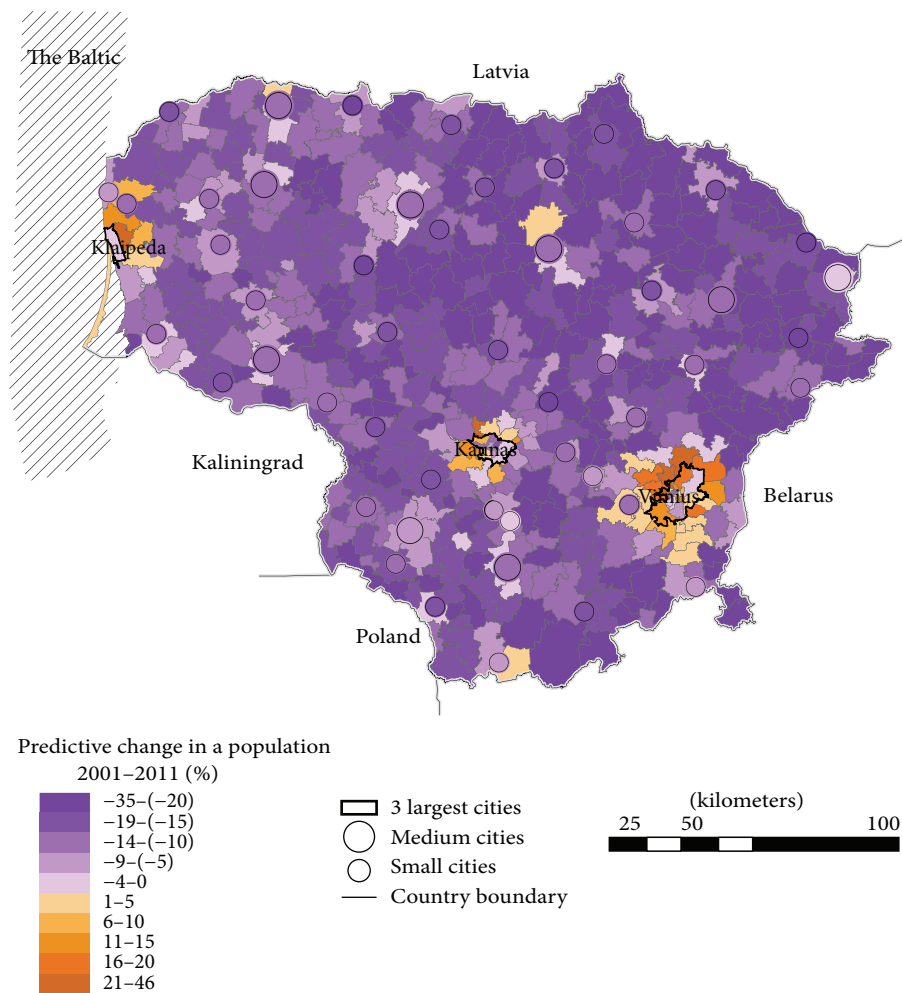 The Baltic
Latvia
Klaipeda
Kaunas
Kaliningrad
Vilnius
Belarus
Poland
Predictive change in a population
2001–2011 (%)
−35–(−20)
−19–(−15)
−14–(−10)
−9–(−5)
−4–0
1–5
6–10
11–15
16–20
21–46
3 largest cities
Medium cities
Small cities
Country boundary
(kilometers)
25 50 100